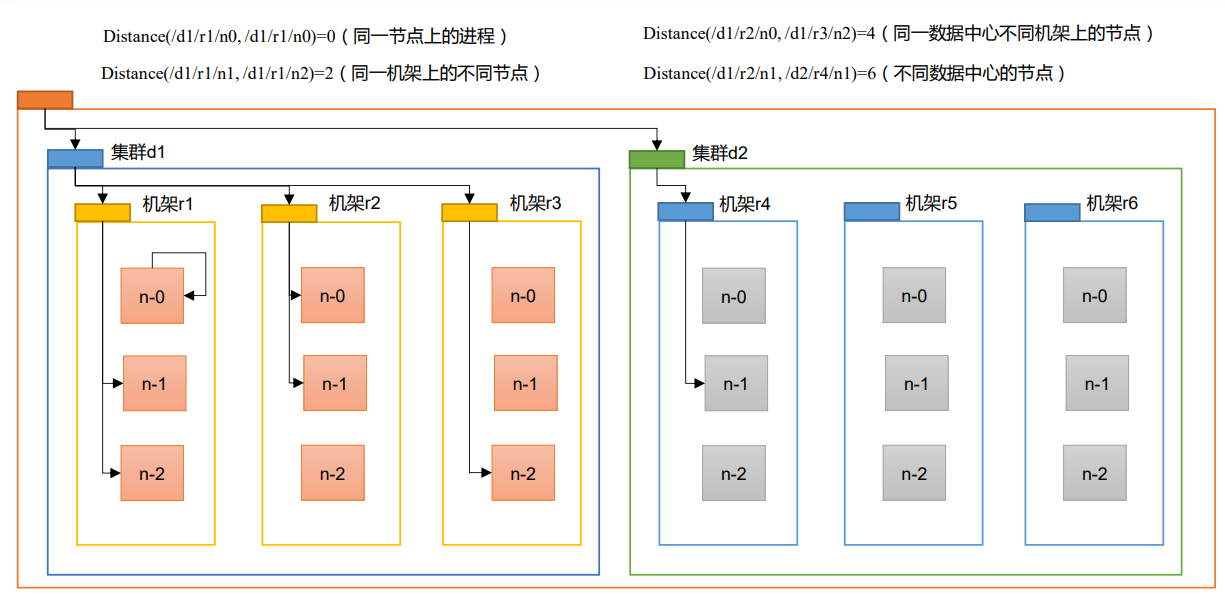 Distance(/d1/r1/n0, /d1/r1/n0)=0（同一节点上的进程）
Distance(/d1/r2/n0, /d1/r3/n2)=4（同一数据中心不同机架上的节点）
Distance(/d1/r1/n1, /d1/r1/n2)=2（同一机架上的不同节点）
Distance(/d1/r2/n1, /d2/r4/n1)=6（不同数据中心的节点）
集群d1
集群d2
机架r1
机架r2
机架r3
机架r4
机架r5
机架r6
n-0
n-0
n-0
n-0
n-0
n-0
n-1
n-1
n-1
n-1
n-1
n-1
n-2
n-2
n-2
n-2
n-2
n-2